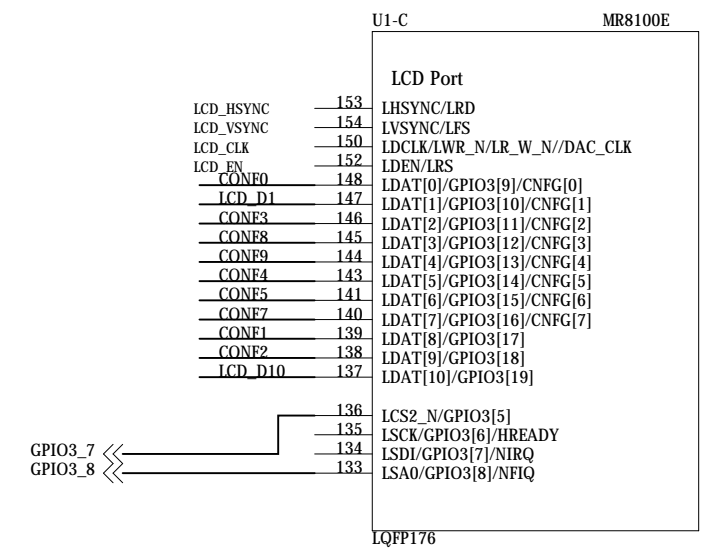 U1-C MR8100E
LCD Port
LCD_HSYNC 153 LHSYNC/LRD
LCD_VSYNC 154 LVSYNC/LFS
LCD_CLK 150 LDCLK/LWR_N/LR_W_N//DAC_CLK
LCD_EN 152 LDEN/LRS
CONF0 148 LDAT[0]/GPIO3[9]/CNFG[0]
LCD_D1 147 LDAT[1]/GPIO3[10]/CNFG[1]
CONF3 146 LDAT[2]/GPIO3[11]/CNFG[2]
CONF8 145 LDAT[3]/GPIO3[12]/CNFG[3]
CONF9 144 LDAT[4]/GPIO3[13]/CNFG[4]
CONF4 143 LDAT[5]/GPIO3[14]/CNFG[5]
CONF5 141 LDAT[6]/GPIO3[15]/CNFG[6]
CONF7 140 LDAT[7]/GPIO3[16]/CNFG[7]
CONF1 139 LDAT[8]/GPIO3[17]
CONF2 138 LDAT[9]/GPIO3[18]
LCD_D10 137 LDAT[10]/GPIO3[19]
136 LCS2_N/GPIO3[5]
135 LSCK/GPIO3[6]/HREADY
GPIO3_7 134 LSDI/GPIO3[7]/NIRQ
GPIO3_8 133 LSA0/GPIO3[8]/NFIQ
LQFP176